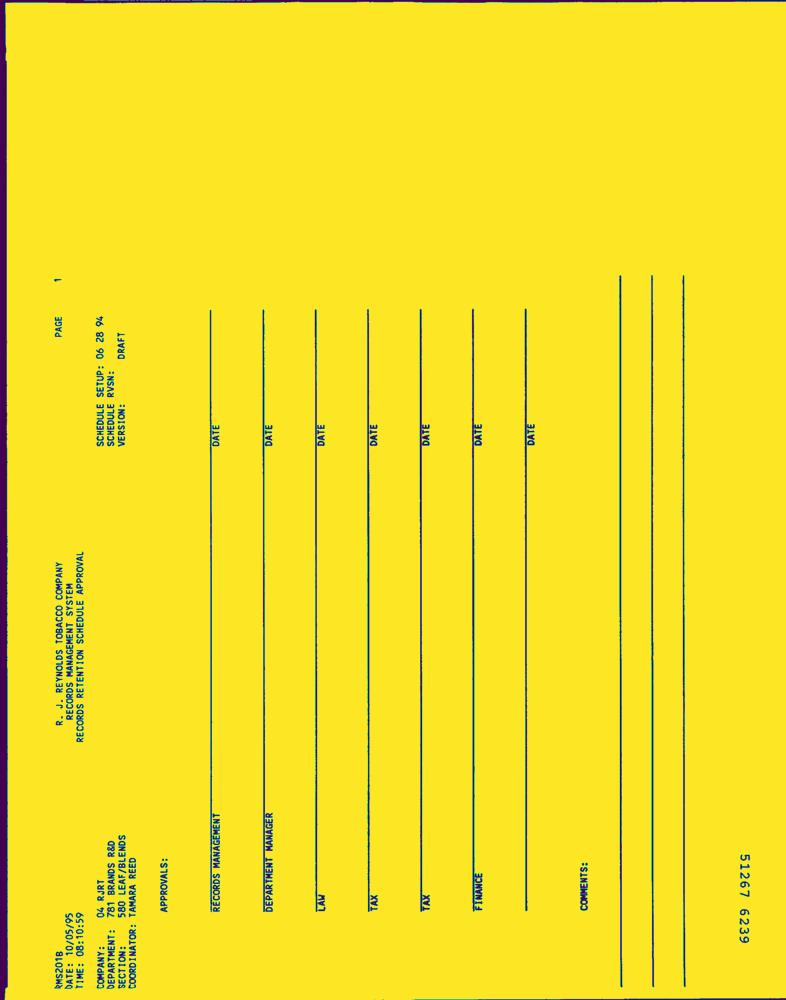 RMS201B R. J. REYNOLDS TOBACCO COMPANY PAGE 1
DATE: 10/05/95 RECORDS MANAGEMENT SYSTEM
TIME: 08:10:59 RECORDS RETENTION SCHEDULE APPROVAL
COMPANY: 04 RJRT SCHEDULE SETUP: 06 28 94
DEPARTMENT: 781 BRANDS R&D SCHEDULE RVSN:
SECTION: 580 LEAF/BLENDS VERSION: DRAFT
COORDINATOR: TAMARA REED
APPROVALS:
RECORDS MANAGEMENT DATE
DEPARTMENT MANAGER DATE
LAW DATE
TAX DATE
TAX DATE
FINANCE DATE
DATE
COMMENTS:
51267 6239